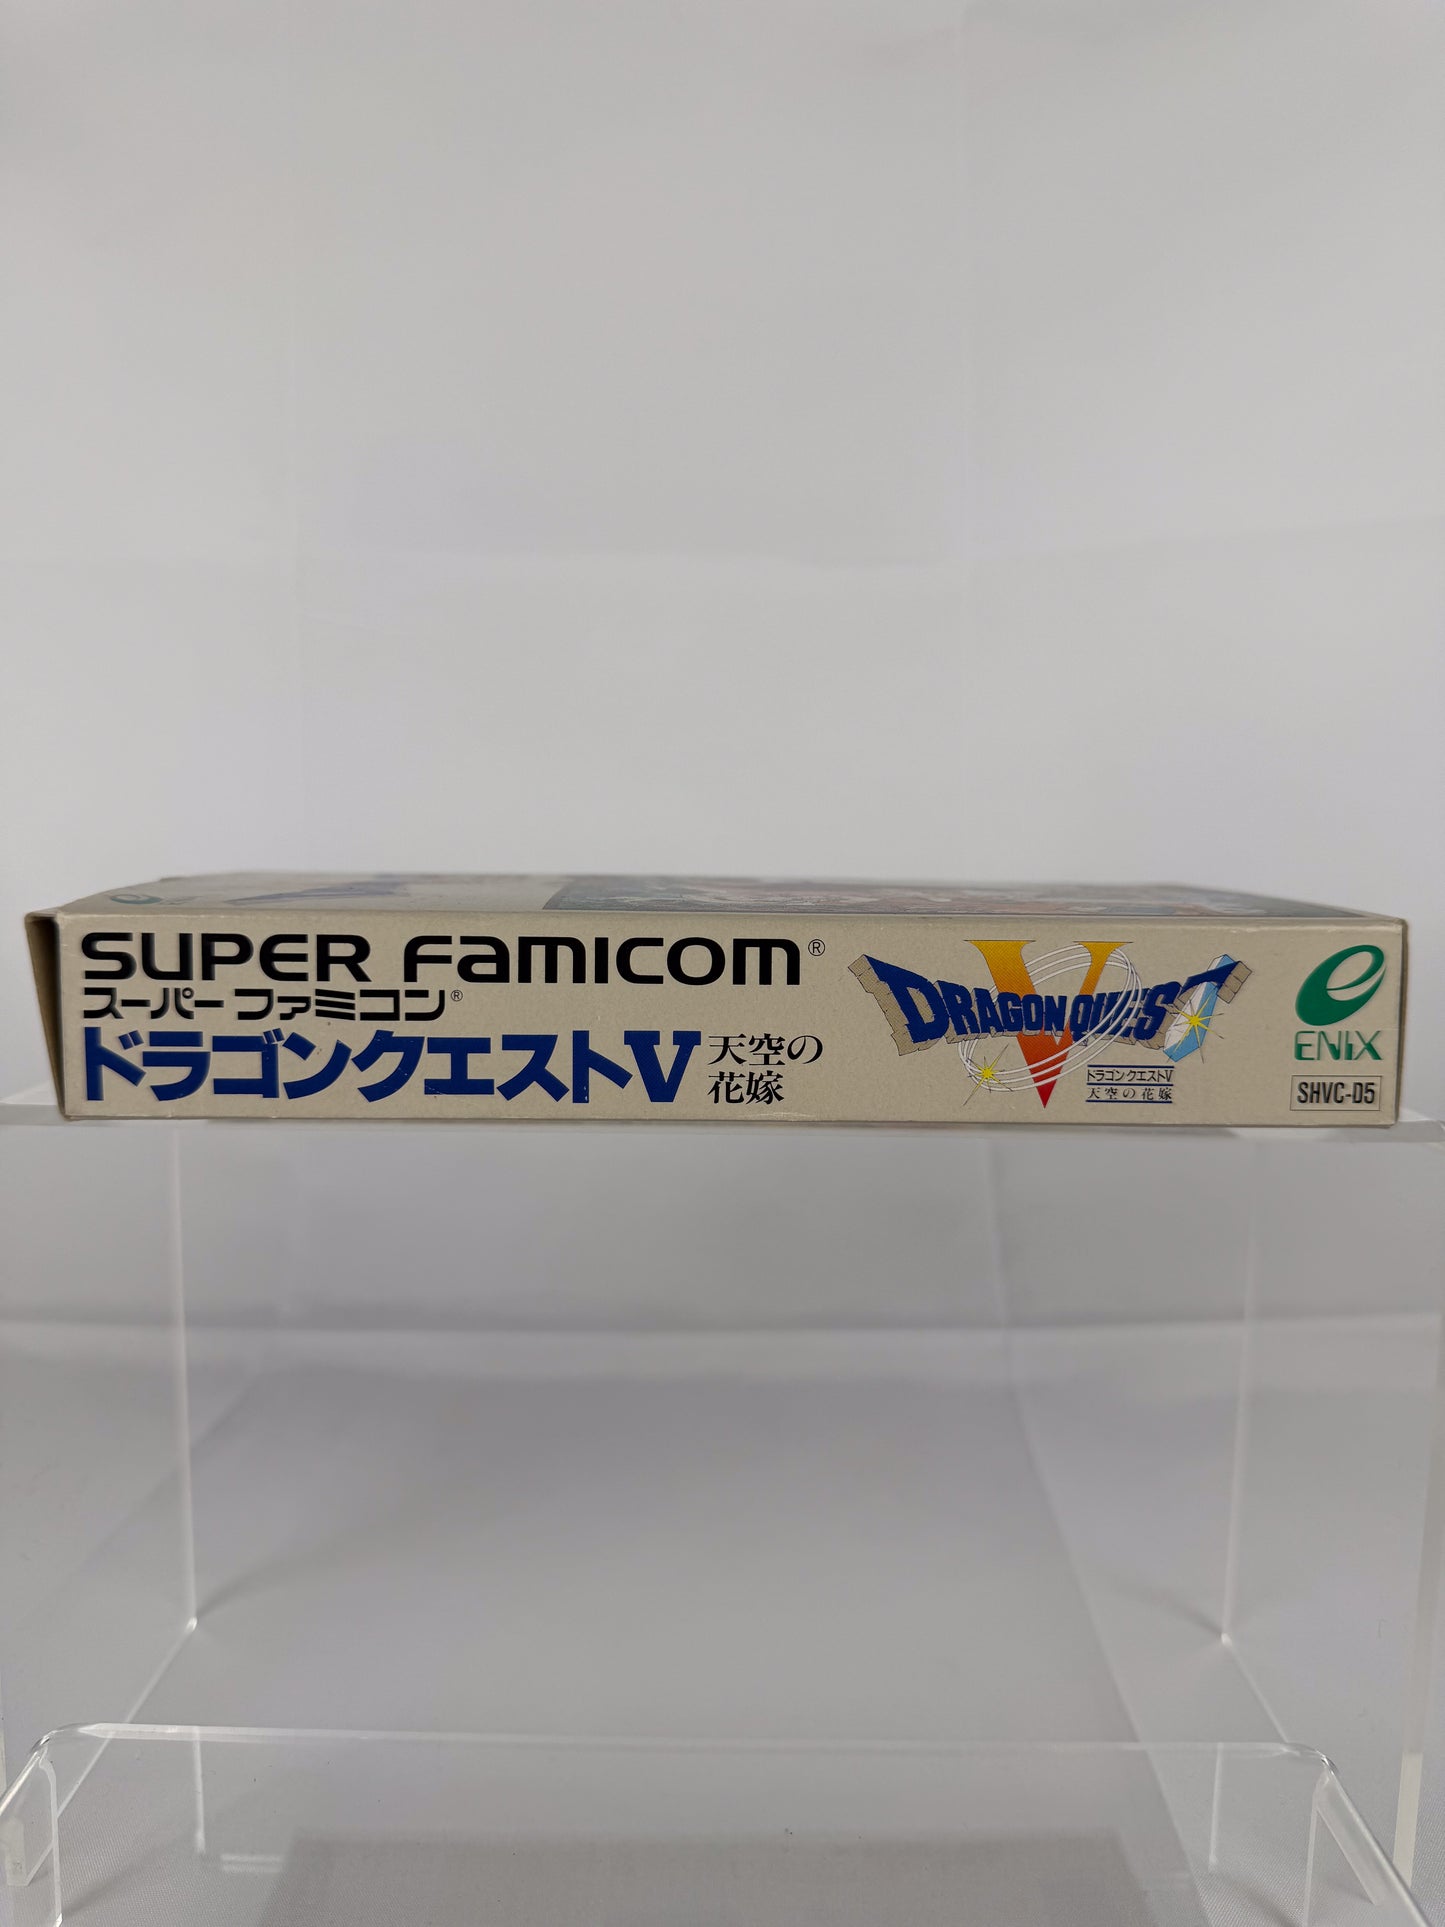 SUPER FAMICOM®
スーパーファミコン®
ドラゴンクエストV 天空の
花嫁
DRAGON QUEST
V
ドラゴンクエストV
天空の花嫁
ENIX
SHVC-D5